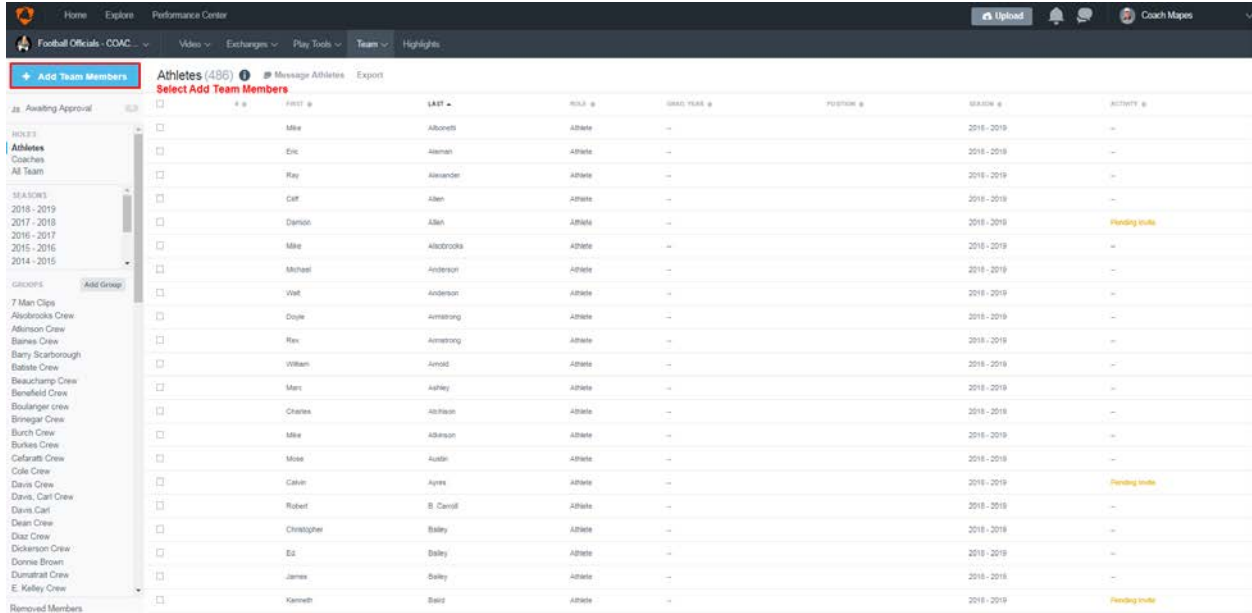 Home Explore Performance Center Upload Coach Mapes
Football Officials - COAC... Video Exchanges Play Tools Team Highlights
+ Add Team Members
Athletes (486) Message Athletes Export
Select Add Team Members
Awaiting Approval
# FIRST LAST ROLE GRAD YEAR POSITION SEASON ACTIVITY
ROLES
Athletes
Coaches
All Team
SEASONS
2018 - 2019
2017 - 2018
2016 - 2017
2015 - 2016
2014 - 2015
GROUPS Add Group
7 Man Clips
Alsobrooks Crew
Atkinson Crew
Baines Crew
Barry Scarborough
Batiste Crew
Beauchamp Crew
Benefield Crew
Boulanger crew
Brinegar Crew
Burch Crew
Burkes Crew
Cefaratti Crew
Cole Crew
Davis Crew
Davis, Carl Crew
Davis.Carl
Dean Crew
Diaz Crew
Dickerson Crew
Donnie Brown
Dumatrait Crew
E. Kelley Crew
Removed Members
Mike Albonetti Athlete -- 2018 - 2019 --
Eric Aleman Athlete -- 2018 - 2019 --
Ray Alexander Athlete -- 2018 - 2019 --
Cliff Allen Athlete -- 2018 - 2019 --
Damion Allen Athlete -- 2018 - 2019 Pending Invite
Mike Alsobrooks Athlete -- 2018 - 2019 --
Michael Anderson Athlete -- 2018 - 2019 --
Walt Anderson Athlete -- 2018 - 2019 --
Doyle Armstrong Athlete -- 2018 - 2019 --
Rev Armstrong Athlete -- 2018 - 2019 --
William Arnold Athlete -- 2018 - 2019 --
Marc Ashley Athlete -- 2018 - 2019 --
Charles Atchison Athlete -- 2018 - 2019 --
Mike Atkinson Athlete -- 2018 - 2019 --
Mose Austin Athlete -- 2018 - 2019 --
Calvin Ayres Athlete -- 2018 - 2019 Pending Invite
Robert B. Carroll Athlete -- 2018 - 2019 --
Christopher Bailey Athlete -- 2018 - 2019 --
Ed Bailey Athlete -- 2018 - 2019 --
James Bailey Athlete -- 2018 - 2019 --
Kenneth Baird Athlete -- 2018 - 2019 Pending Invite